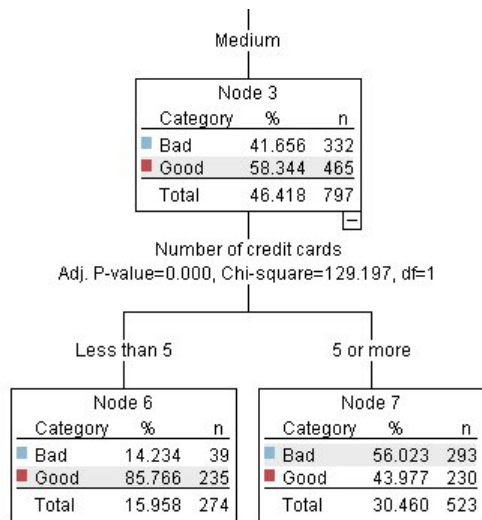 Medium
Node 3
Category % n
Bad 41.656 332
Good 58.344 465
Total 46.418 797
Number of credit cards
Adj. P-value=0.000, Chi-square=129.197, df=1
Less than 5
5 or more
Node 6
Category % n
Bad 14.234 39
Good 85.766 235
Total 15.958 274
Node 7
Category % n
Bad 56.023 293
Good 43.977 230
Total 30.460 523